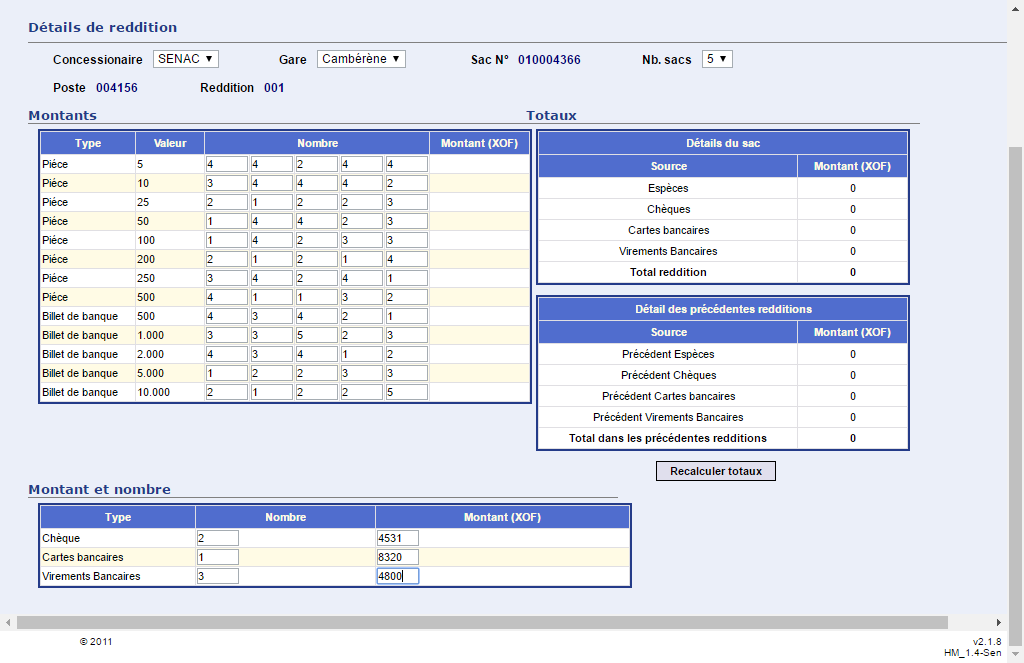 Détails de reddition
Concessionaire SENAC ▼ Gare Cambérène ▼ Sac N° 010004366 Nb. sacs 5 ▼
Poste 004156 Reddition 001
Montants
Type Valeur Nombre Montant (XOF)
Piéce 5 4 4 2 4 4
Piéce 10 3 4 4 4 2
Piéce 25 2 1 2 2 3
Piéce 50 1 4 4 2 3
Piéce 100 1 4 2 3 3
Piéce 200 2 1 2 1 4
Piéce 250 3 4 2 4 1
Piéce 500 4 1 1 3 2
Billet de banque 500 4 3 4 2 1
Billet de banque 1.000 3 3 5 2 3
Billet de banque 2.000 4 3 4 1 2
Billet de banque 5.000 1 2 2 3 3
Billet de banque 10.000 2 1 2 2 5
Totaux
Détails du sac
Source Montant (XOF)
Espèces 0
Chèques 0
Cartes bancaires 0
Virements Bancaires 0
Total reddition 0
Détail des précédentes redditions
Source Montant (XOF)
Précédent Espèces 0
Précédent Chèques 0
Précédent Cartes bancaires 0
Précédent Virements Bancaires 0
Total dans les précédentes redditions 0
Recalculer totaux
Montant et nombre
Type Nombre Montant (XOF)
Chèque 2 4531
Cartes bancaires 1 8320
Virements Bancaires 3 4800
© 2011 v2.1.8
HM_1.4-Sen